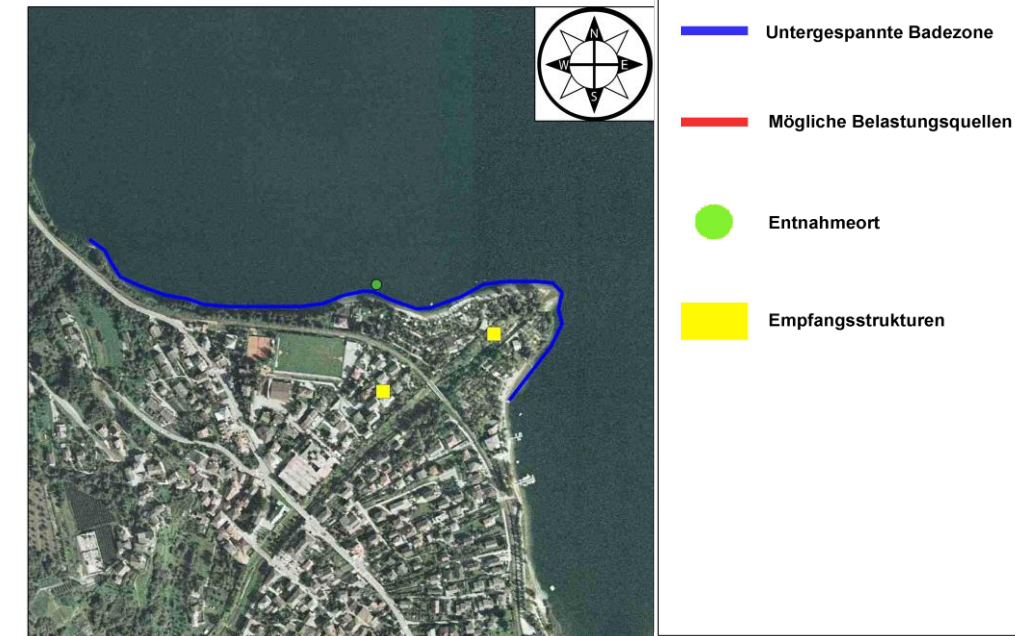 N
W E
S
Untergespannte Badezone
Mögliche Belastungsquellen
Entnahmeort
Empfangsstrukturen